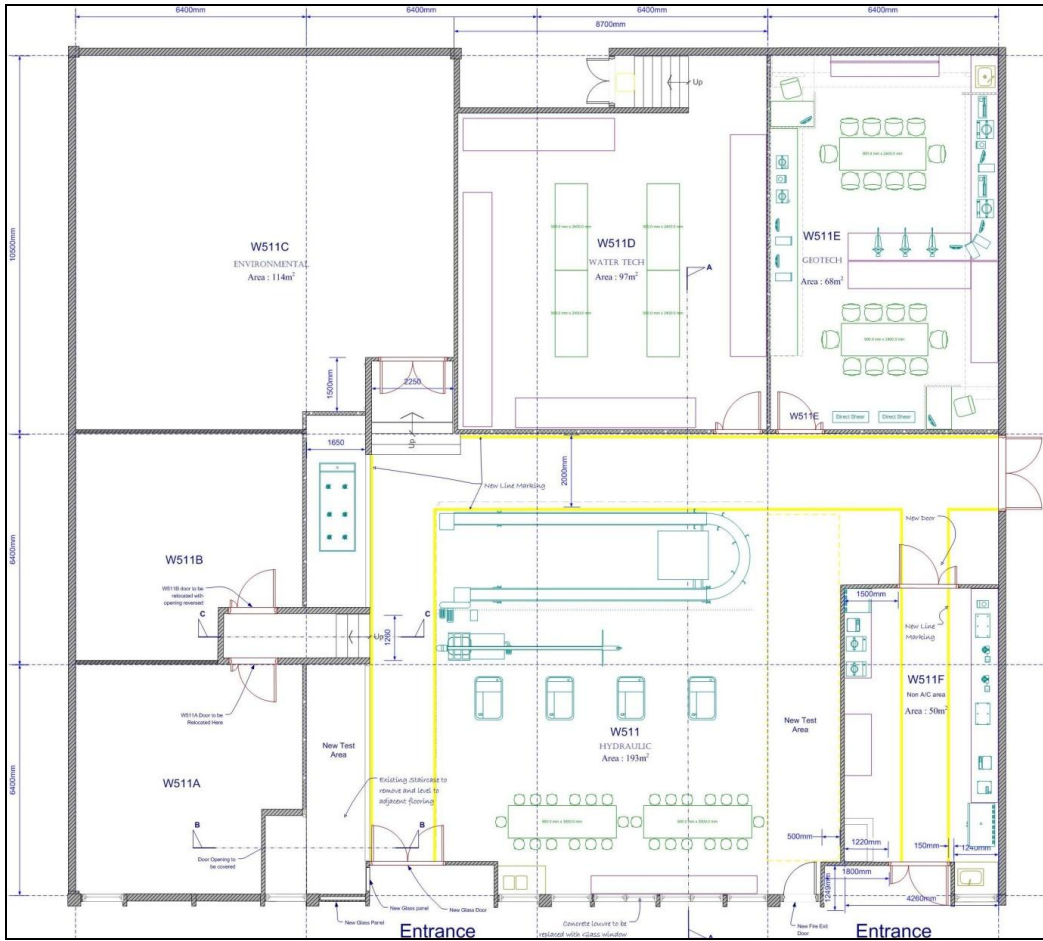 6400mm
6400mm
6400mm
6400mm
8700mm
Up
W511C
ENVIRONMENTAL
Area : 114m²
10500mm
W511D
WATER TECH
Area : 97m²
A
W511E
GEOTECH
Area : 68m²
1500mm
2250
Up
W511E
Direct Shear
Direct Shear
1650
New Line Marking
2000mm
New Door
6400mm
W511B
W511B door to be
relocated with
opening reversed
C
C
1260
Up
1500mm
New Line
Marking
W511F
Non A/C area
Area : 50m²
W511A Door to be
Relocated Here
New Test
Area
W511
HYDRAULIC
Area : 193m²
New Test
Area
6400mm
W511A
Existing Staircase to
remove and level to
adjacent flooring
B
B
Door Opening to
be covered
500mm
1220mm
150mm
1240mm
1800mm
1249mm
4260mm
New Glass panel
New Glass Door
New Glass Panel
Concrete louvre to be
replaced with Glass window
New Fire Exit
Door
Entrance
Entrance
A